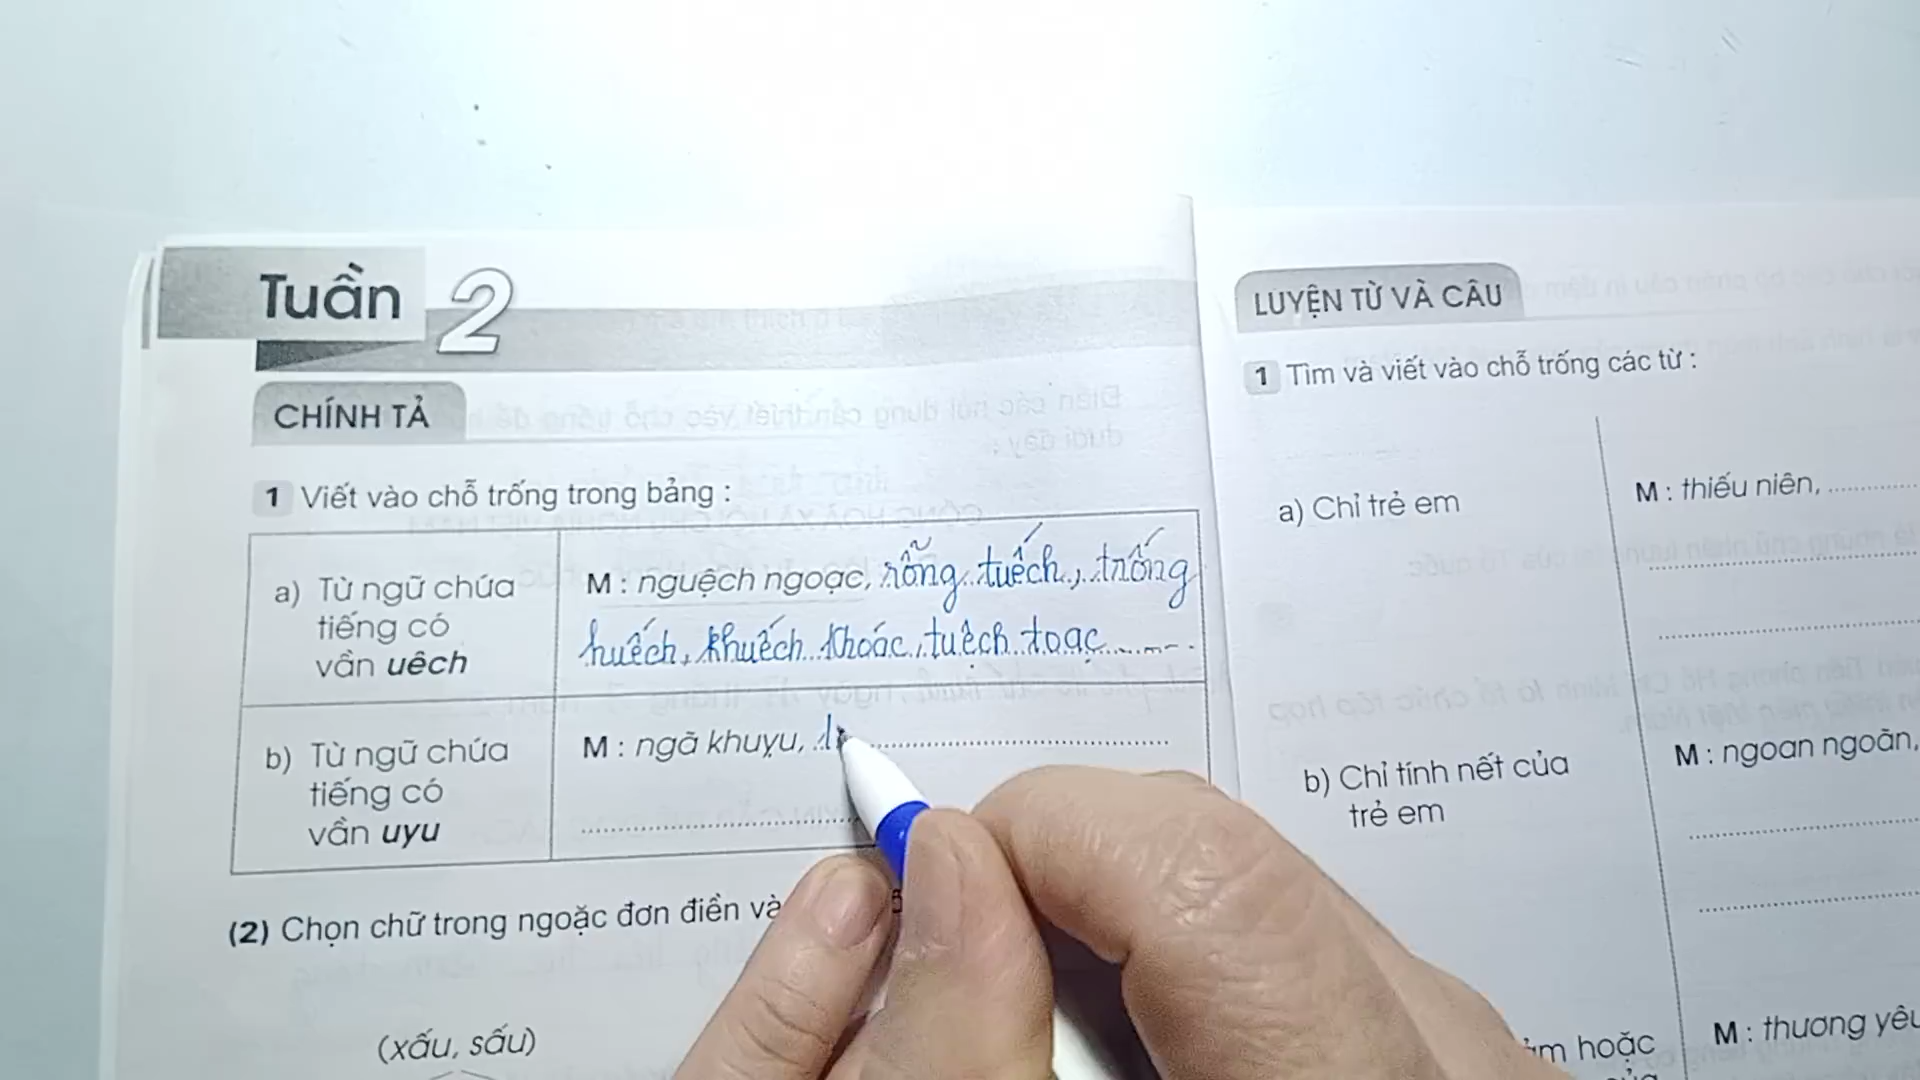 Tuần 2
CHÍNH TẢ
1 Viết vào chỗ trống trong bảng :
a) Từ ngữ chứa
tiếng có
vần uêch
M : nguệch ngoạc, rỗng tuếch, trống
huếch, khuếch khoác, tuệch toạc
b) Từ ngữ chứa
tiếng có
vần uyu
M : ngã khuỵu,
(2) Chọn chữ trong ngoặc đơn điền
(xấu, sấu)
LUYỆN TỪ VÀ CÂU
1 Tìm và viết vào chỗ trống các từ :
a) Chỉ trẻ em
M : thiếu niên,
b) Chỉ tính nết của
trẻ em
M : ngoan ngoãn,
hoặc
M : thương